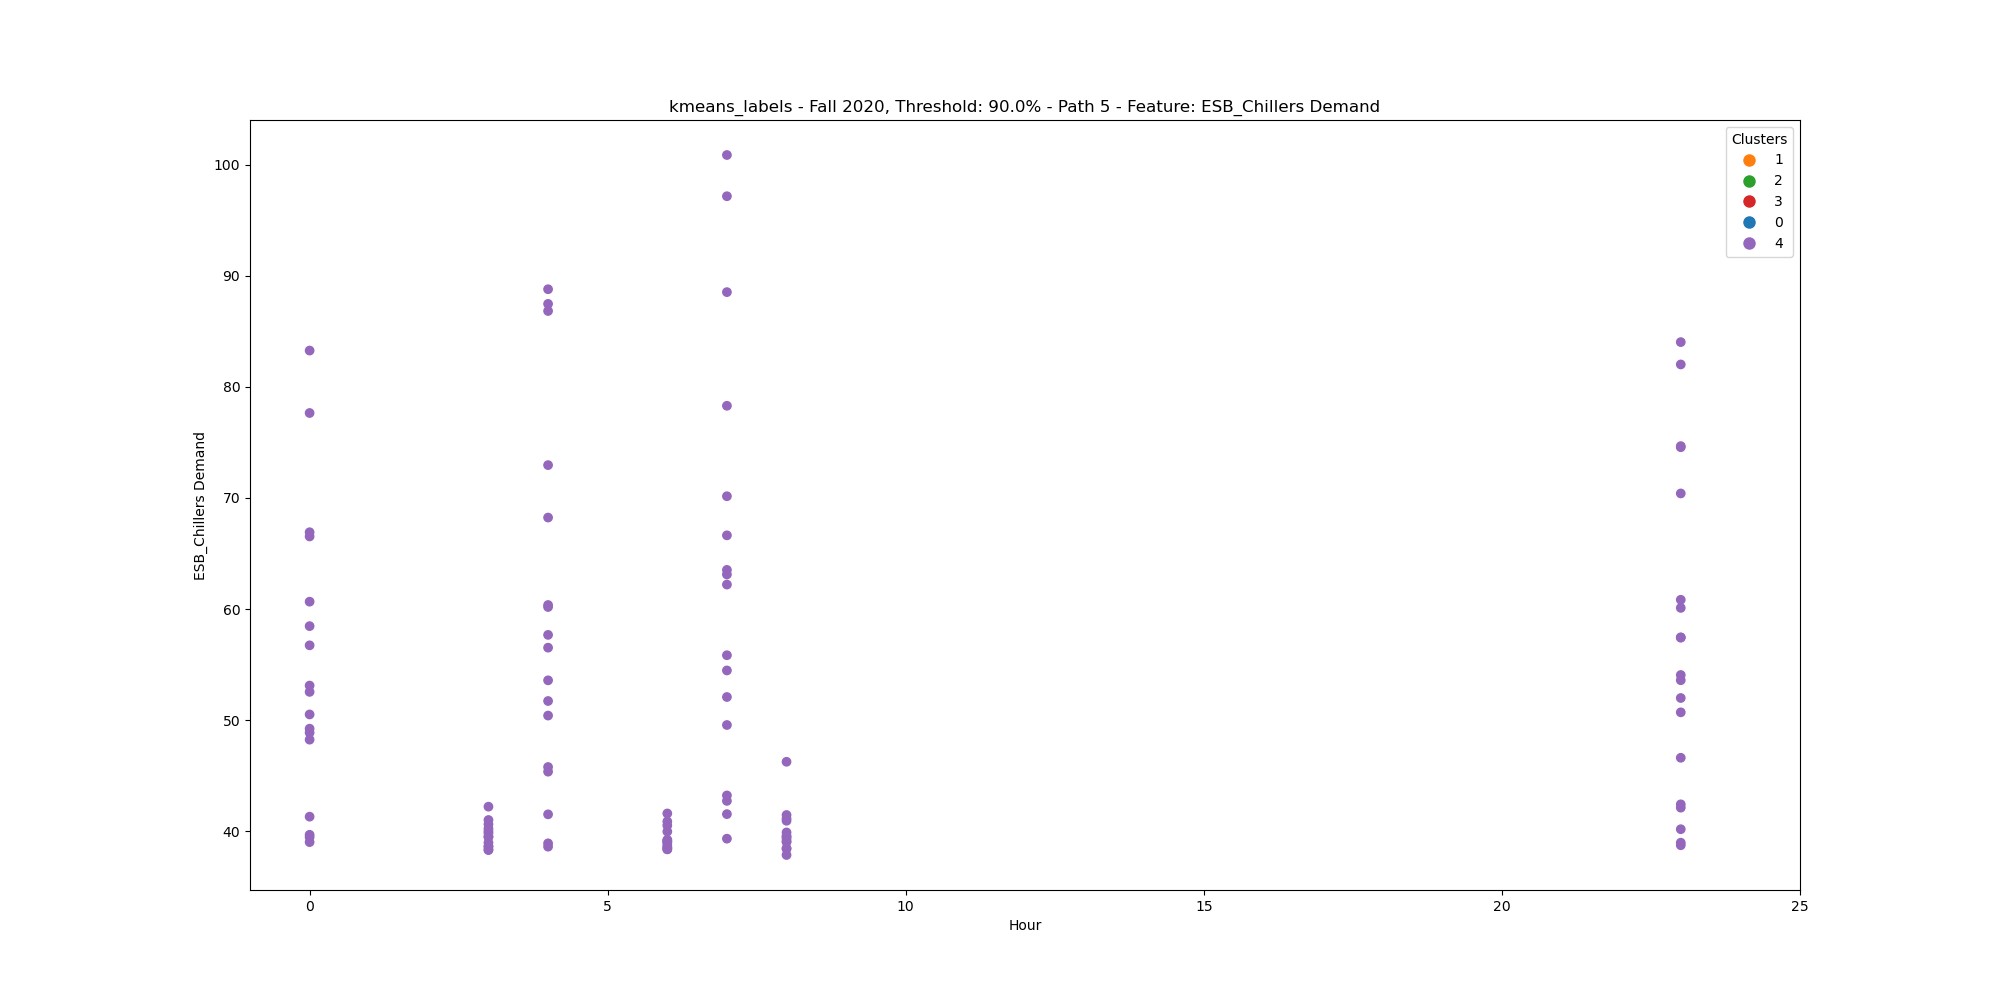 kmeans_labels - Fall 2020, Threshold: 90.0% - Path 5 - Feature: ESB_Chillers Demand
Clusters
1
2
3
0
4
ESB_Chillers Demand
100
90
80
70
60
50
40
0 5 10 15 20 25
Hour